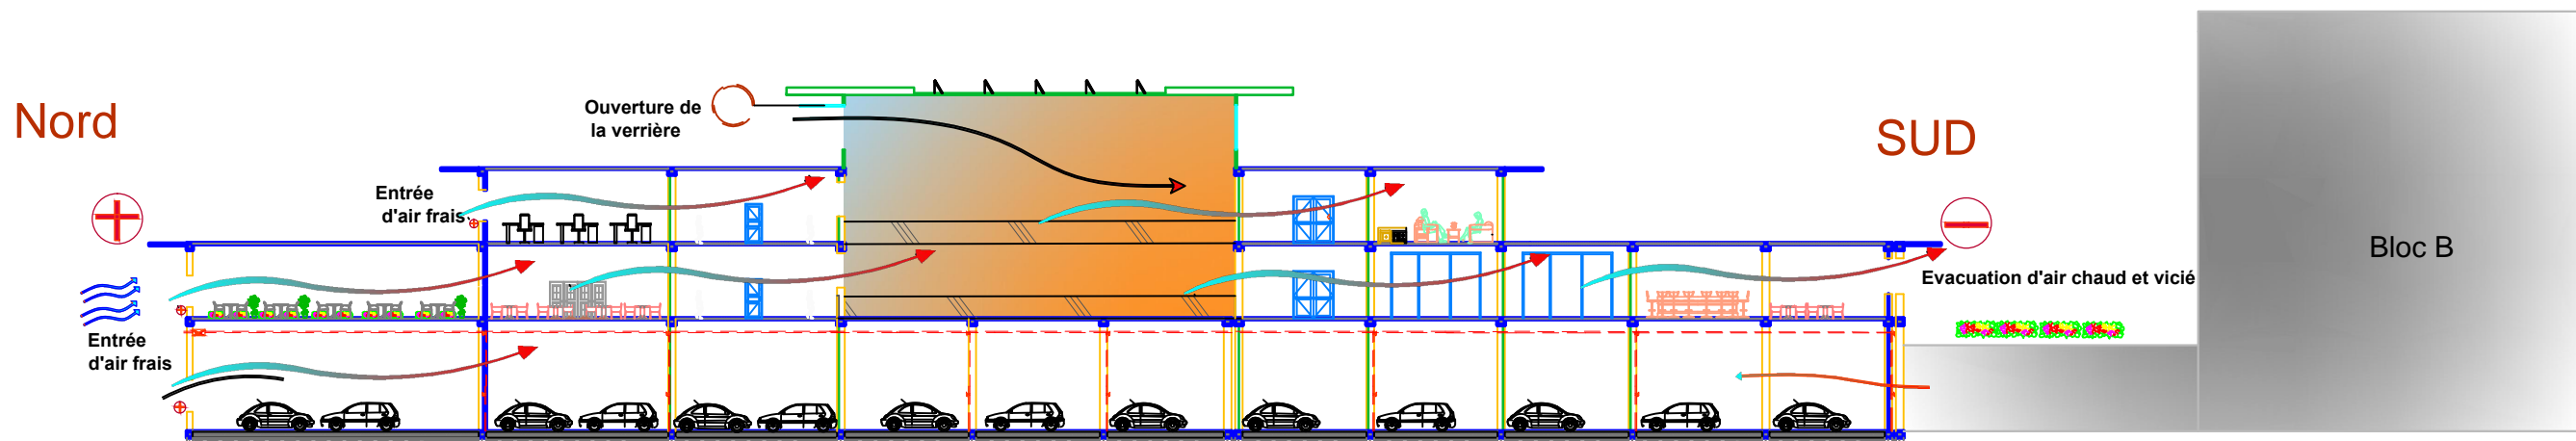 Nord
Ouverture de
la verrière
SUD
Entrée
d'air frais
Bloc B
Evacuation d'air chaud et vicié
Entrée
d'air frais